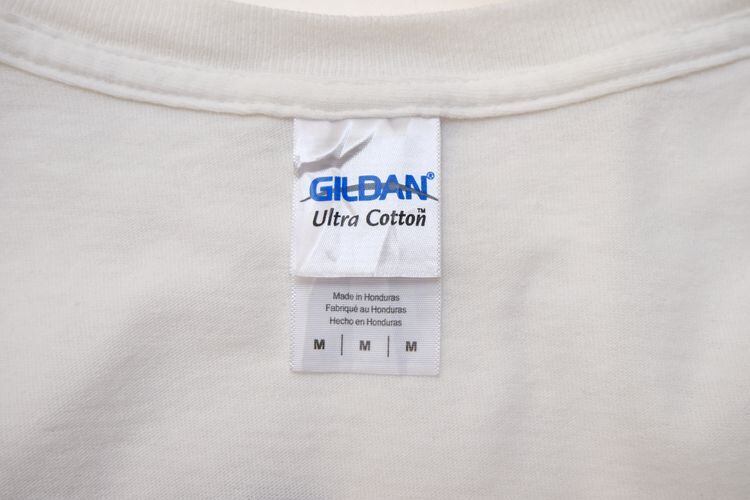 GILDAN®
Ultra Cotton™
Made in Honduras
Fabriqué au Honduras
Hecho en Honduras
M | M | M